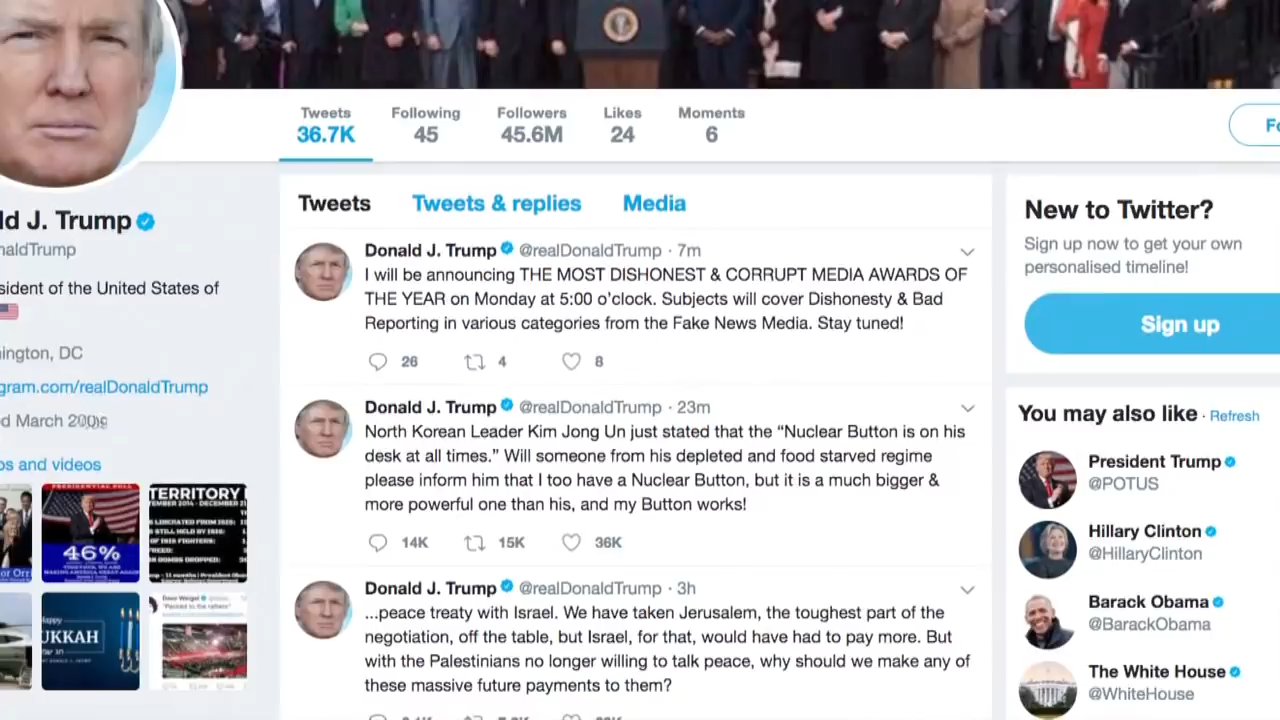 Tweets
36.7K
Following
45
Followers
45.6M
Likes
24
Moments
6
Fo
ld J. Trump
naldTrump
sident of the United States of
ington, DC
gram.com/realDonaldTrump
d March 2009
os and videos
or Orri
PRESIDENTIAL POLL
46%
TERRITORY
UKKAH
Tweets
Tweets & replies
Media
Donald J. Trump @realDonaldTrump · 7m
I will be announcing THE MOST DISHONEST & CORRUPT MEDIA AWARDS OF
THE YEAR on Monday at 5:00 o’clock. Subjects will cover Dishonesty & Bad
Reporting in various categories from the Fake News Media. Stay tuned!
26
4
8
Donald J. Trump @realDonaldTrump · 23m
North Korean Leader Kim Jong Un just stated that the “Nuclear Button is on his
desk at all times.” Will someone from his depleted and food starved regime
please inform him that I too have a Nuclear Button, but it is a much bigger &
more powerful one than his, and my Button works!
14K
15K
36K
Donald J. Trump @realDonaldTrump · 3h
...peace treaty with Israel. We have taken Jerusalem, the toughest part of the
negotiation, off the table, but Israel, for that, would have had to pay more. But
with the Palestinians no longer willing to talk peace, why should we make any of
these massive future payments to them?
New to Twitter?
Sign up now to get your own
personalised timeline!
Sign up
You may also like · Refresh
President Trump
@POTUS
Hillary Clinton
@HillaryClinton
Barack Obama
@BarackObama
The White House
@WhiteHouse